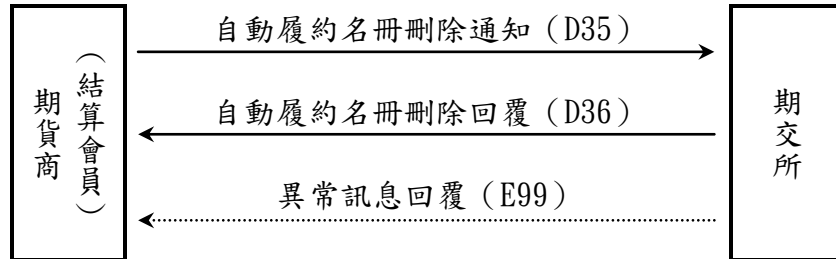 期貨商
（結算會員）
自動履約名冊刪除通知（D35）
自動履約名冊刪除回覆（D36）
異常訊息回覆（E99）
期交所